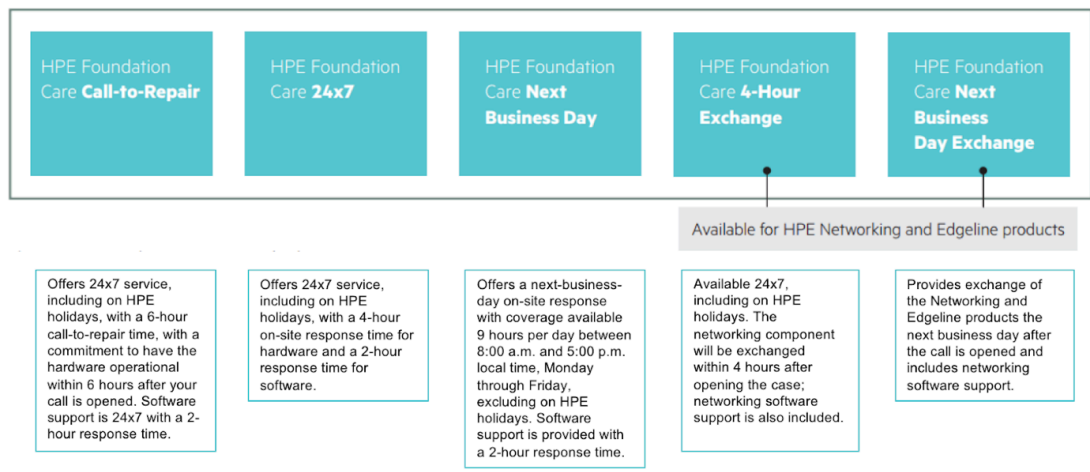 HPE Foundation
Care Call-to-Repair
HPE Foundation
Care 24x7
HPE Foundation
Care Next
Business Day
HPE Foundation
Care 4-Hour
Exchange
HPE Foundation
Care Next
Business
Day Exchange
Available for HPE Networking and Edgeline products
Offers 24x7 service,
including on HPE
holidays, with a 6-hour
call-to-repair time, with a
commitment to have the
hardware operational
within 6 hours after your
call is opened. Software
support is 24x7 with a 2-
hour response time.
Offers 24x7 service,
including on HPE
holidays, with a 4-hour
on-site response time for
hardware and a 2-hour
response time for
software.
Offers a next-business-
day on-site response
with coverage available
9 hours per day between
8:00 a.m. and 5:00 p.m.
local time, Monday
through Friday,
excluding on HPE
holidays. Software
support is provided with
a 2-hour response time.
Available 24x7,
including on HPE
holidays. The
networking component
will be exchanged
within 4 hours after
opening the case;
networking software
support is also included.
Provides exchange of
the Networking and
Edgeline products the
next business day after
the call is opened and
includes networking
software support.